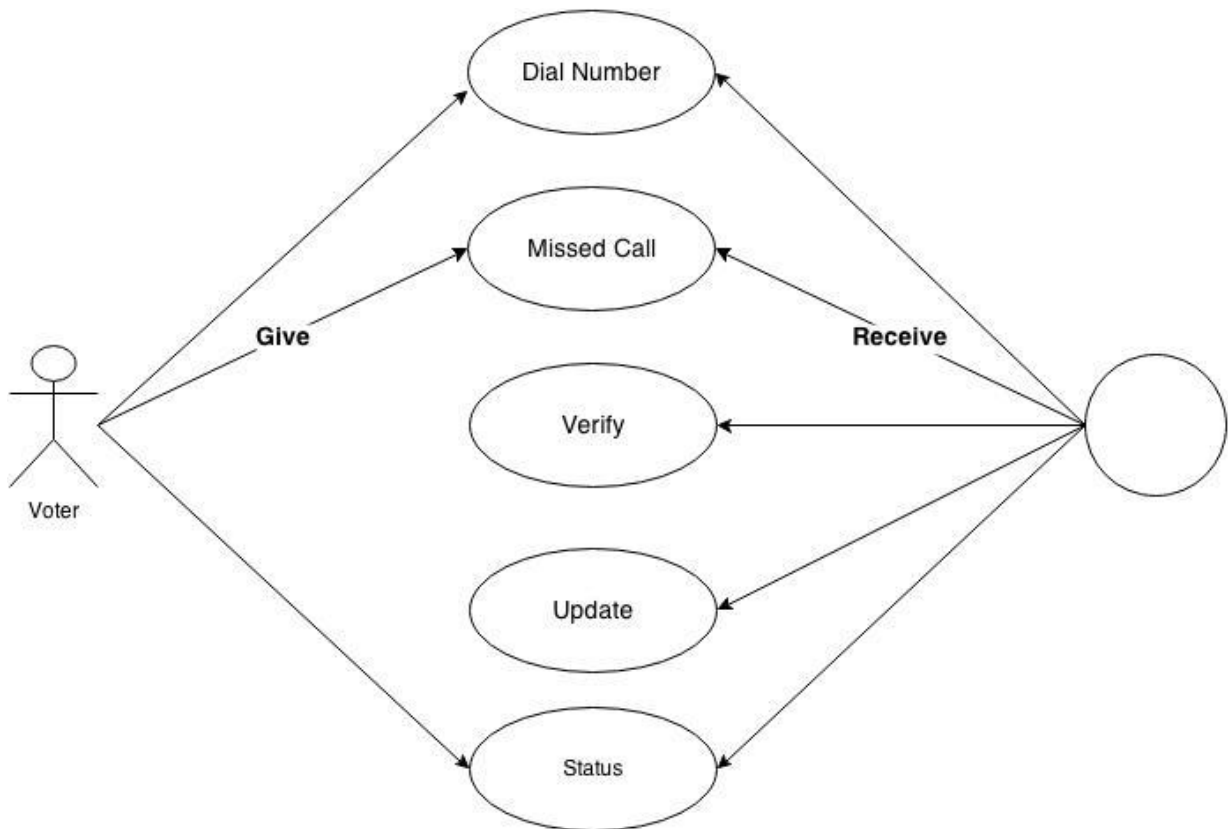 Dial Number
Missed Call
Give
Receive
Verify
Voter
Update
Status